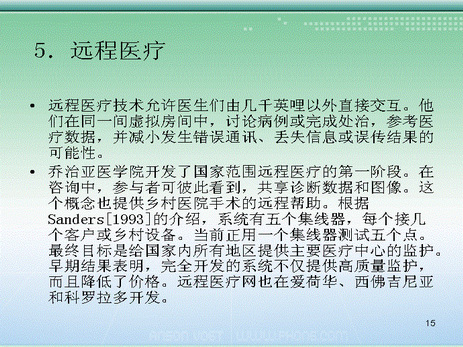 5．远程医疗
• 远程医疗技术允许医生们由几千英哩以外直接交互。他
们在同一间虚拟房间中，讨论病例或完成处治，参考医
疗数据，并减小发生错误通讯、丢失信息或误传结果的
可能性。
• 乔治亚医学院开发了国家范围远程医疗的第一阶段。在
咨询中，参与者可彼此看到，共享诊断数据和图像。这
个概念也提供乡村医院手术的远程帮助。根据
Sanders[1993]的介绍，系统有五个集线器，每个接几
个客户或乡村设备。当前正用一个集线器测试五个点。
最终目标是给国家内所有地区提供主要医疗中心的监护。
早期结果表明，完全开发的系统不仅提供高质量监护，
而且降低了价格。远程医疗网也在爱荷华、西佛吉尼亚
和科罗拉多开发。
15